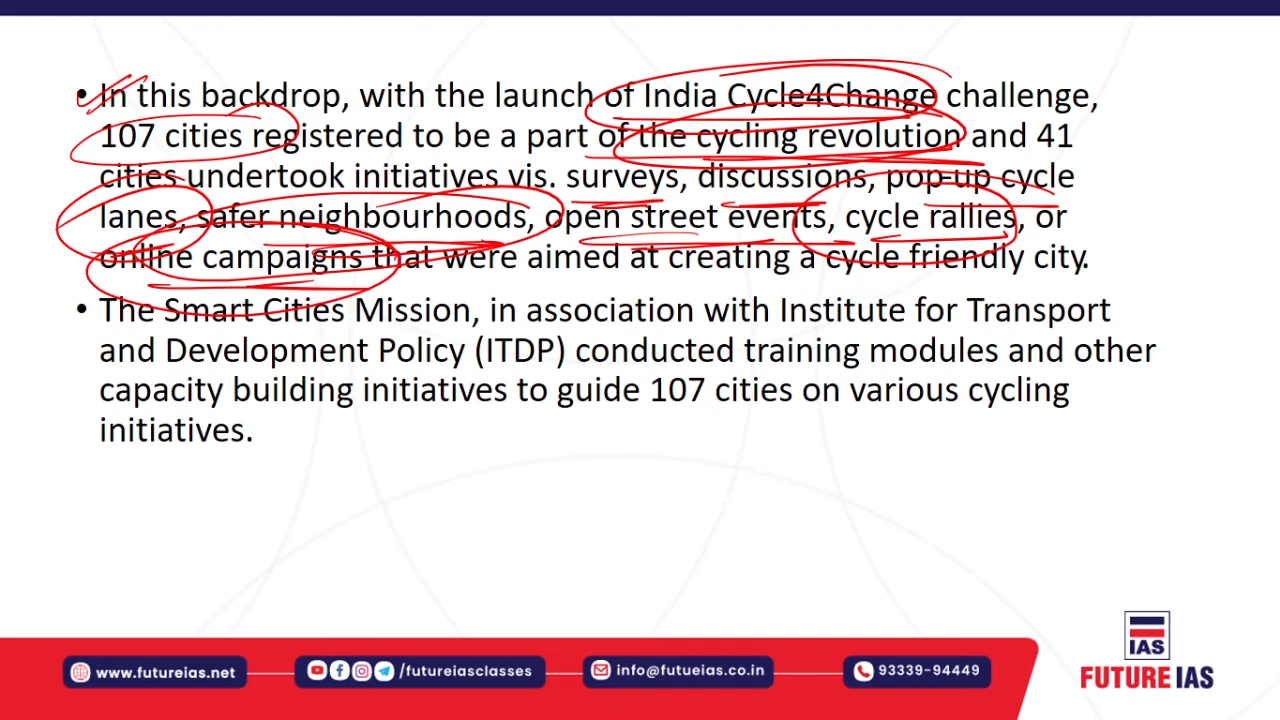 • In this backdrop, with the launch of India Cycle4Change challenge,
107 cities registered to be a part of the cycling revolution and 41
cities undertook initiatives vis. surveys, discussions, pop-up cycle
lanes, safer neighbourhoods, open street events, cycle rallies, or
online campaigns that were aimed at creating a cycle friendly city.
• The Smart Cities Mission, in association with Institute for Transport
and Development Policy (ITDP) conducted training modules and other
capacity building initiatives to guide 107 cities on various cycling
initiatives.
IAS
FUTURE IAS
www.futureias.net
/futureiasclasses
info@futueias.co.in
93339-94449